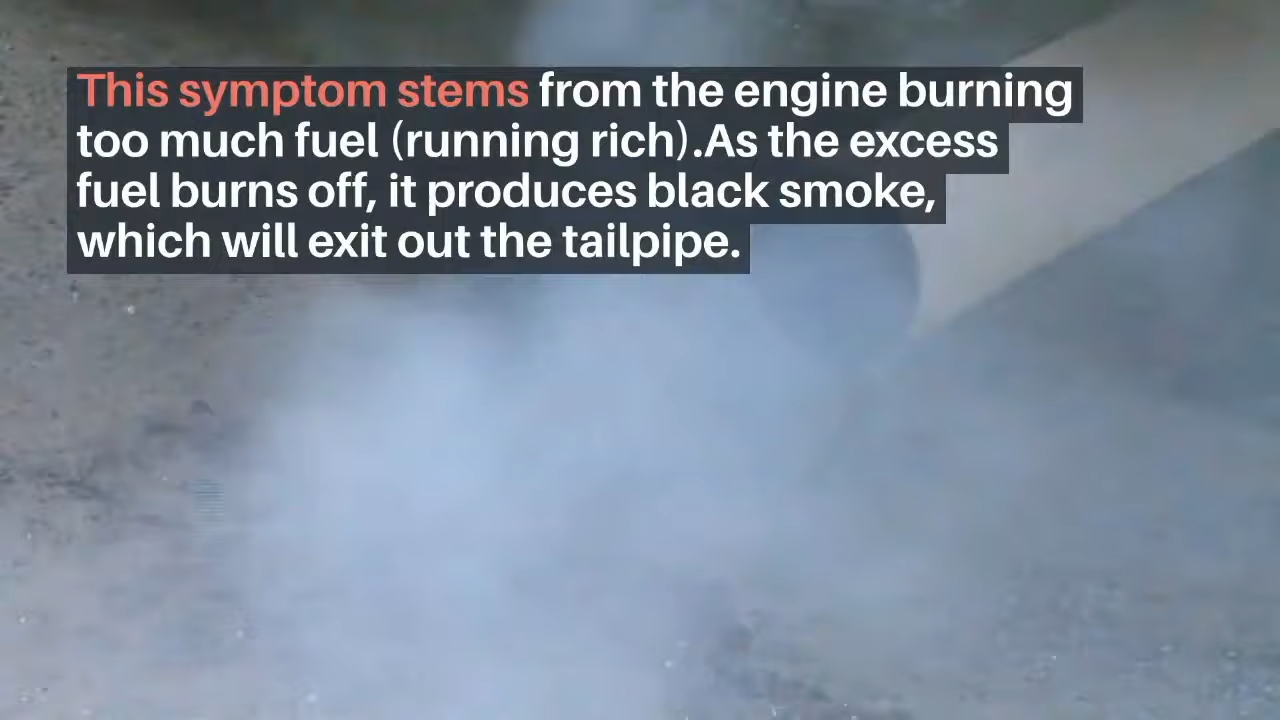 This symptom stems from the engine burning
too much fuel (running rich).As the excess
fuel burns off, it produces black smoke,
which will exit out the tailpipe.